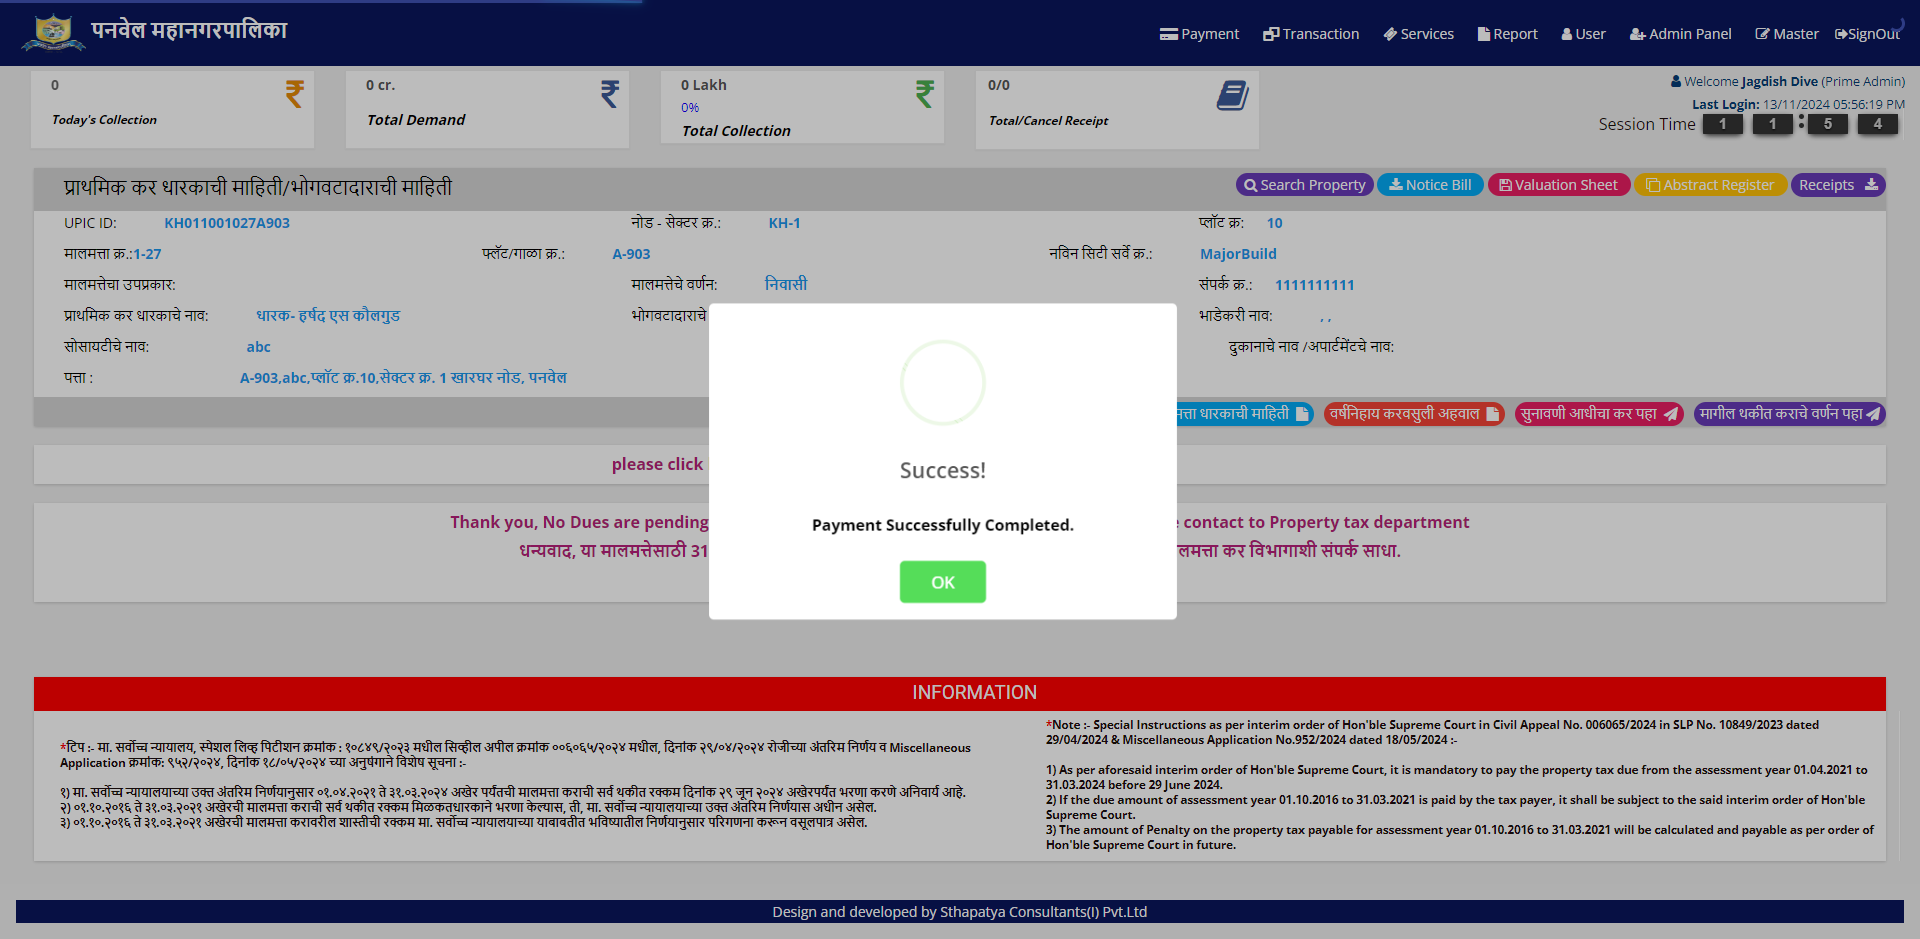 पनवेल महानगरपालिका
Payment Transaction Services Report User Admin Panel Master SignOut
0
Today's Collection
0 cr.
Total Demand
0 Lakh
0%
Total Collection
0/0
Total/Cancel Receipt
Welcome Jagdish Dive (Prime Admin)
Last Login: 13/11/2024 05:56:19 PM
Session Time 1 1 : 5 4
प्राथमिक कर धारकाची माहिती/भोगवटादाराची माहिती
Search Property Notice Bill Valuation Sheet Abstract Register Receipts
UPIC ID: KH011001027A903 नोड - सेक्टर क्र.: KH-1 प्लॉट क्र: 10
मालमत्ता क्र.:1-27 फ्लॅट/गाळा क्र.: A-903 नविन सिटी सर्वे क्र.: MajorBuild
मालमत्तेचा उपप्रकार: मालमत्तेचे वर्णन: निवासी संपर्क क्र.: 1111111111
प्राथमिक कर धारकाचे नाव: धारक- हर्षद एस कौलगुड भोगवटादाराचे भाडेकरी नाव: , ,
सोसायटीचे नाव: abc दुकानाचे नाव /अपार्टमेंटचे नाव:
पत्ता : A-903,abc,प्लॉट क्र.10,सेक्टर क्र. 1 खारघर नोड, पनवेल
मत्ता धारकाची माहिती वर्षनिहाय करवसुली अहवाल सुनावणी आधीचा कर पहा मागील थकीत कराचे वर्णन पहा
please click
Thank you, No Dues are pending contact to Property tax department
धन्यवाद, या मालमत्तेसाठी 31 लमत्ता कर विभागाशी संपर्क साधा.
Success!
Payment Successfully Completed.
OK
INFORMATION
*टिप :- मा. सर्वोच्च न्यायालय, स्पेशल लिव्ह पिटीशन क्रमांक : १०८४९/२०२३ मधील सिव्हील अपील क्रमांक ००६०६५/२०२४ मधील, दिनांक २९/०४/२०२४ रोजीच्या अंतरिम निर्णय व Miscellaneous
Application क्रमांक: ९५२/२०२४, दिनांक १८/०५/२०२४ च्या अनुषंगाने विशेष सूचना :-
१) मा. सर्वोच्च न्यायालयाच्या उक्त अंतरिम निर्णयानुसार ०१.०४.२०२१ ते ३१.०३.२०२४ अखेर पर्यंतची मालमत्ता कराची सर्व थकीत रक्कम दिनांक २९ जून २०२४ अखेरपर्यंत भरणा करणे अनिवार्य आहे.
२) ०१.१०.२०१६ ते ३१.०३.२०२१ अखेरची मालमत्ता कराची सर्व थकीत रक्कम मिळकतधारकाने भरणा केल्यास, ती, मा. सर्वोच्च न्यायालयाच्या उक्त अंतरिम निर्णयास अधीन असेल.
३) ०१.१०.२०१६ ते ३१.०३.२०२१ अखेरची मालमत्ता करावरील शास्तीची रक्कम मा. सर्वोच्च न्यायालयाच्या याबाबतीत भविष्यातील निर्णयानुसार परिगणना करून वसूलपात्र असेल.
*Note :- Special Instructions as per interim order of Hon'ble Supreme Court in Civil Appeal No. 006065/2024 in SLP No. 10849/2023 dated
29/04/2024 & Miscellaneous Application No.952/2024 dated 18/05/2024 :-
1) As per aforesaid interim order of Hon'ble Supreme Court, it is mandatory to pay the property tax due from the assessment year 01.04.2021 to
31.03.2024 before 29 June 2024.
2) If the due amount of assessment year 01.10.2016 to 31.03.2021 is paid by the tax payer, it shall be subject to the said interim order of Hon'ble
Supreme Court.
3) The amount of Penalty on the property tax payable for assessment year 01.10.2016 to 31.03.2021 will be calculated and payable as per order of
Hon'ble Supreme Court in future.
Design and developed by Sthapatya Consultants(I) Pvt.Ltd